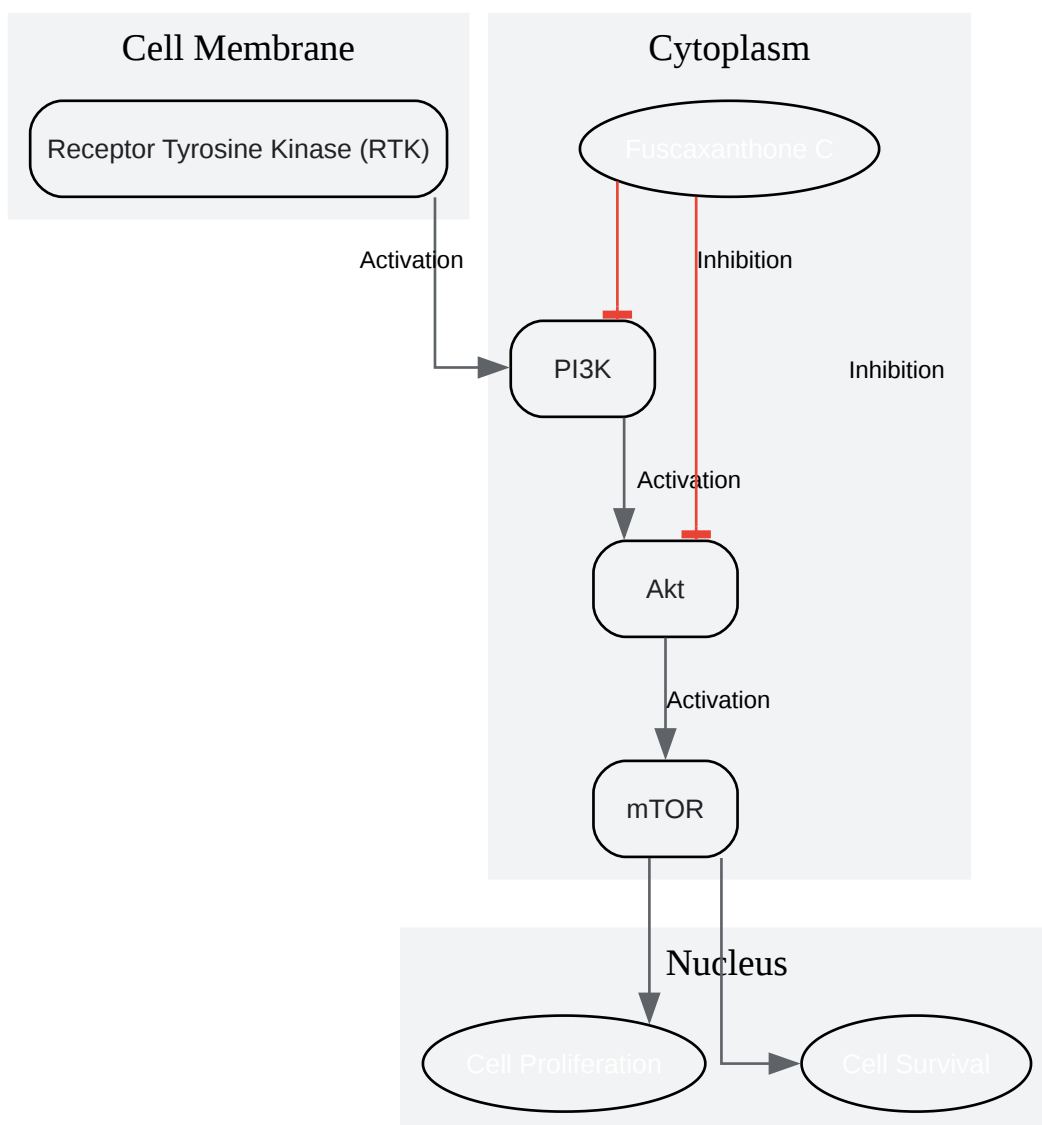 Cell Membrane
Cytoplasm
Receptor Tyrosine Kinase (RTK)
Fuscaxanthone C
Activation
Inhibition
PI3K
Inhibition
Activation
Akt
Activation
mTOR
Nucleus
Cell Proliferation
Cell Survival